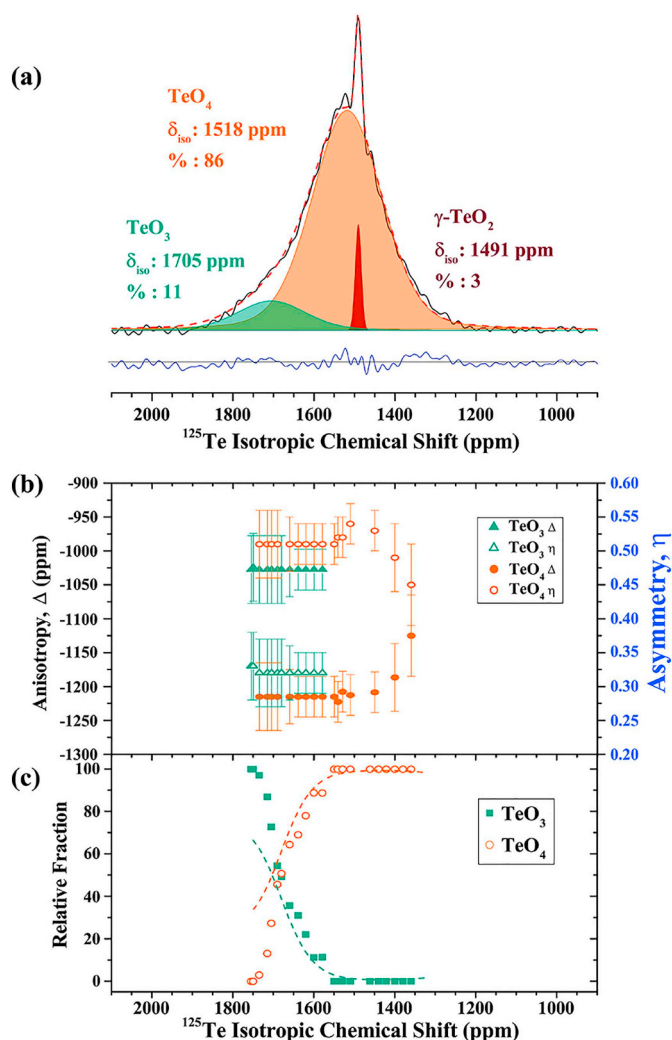 (a)
TeO₄
δiso : 1518 ppm
% : 86
TeO₃
δiso : 1705 ppm
% : 11
γ-TeO₂
δiso : 1491 ppm
% : 3
2000 1800 1600 1400 1200 1000
¹²⁵Te Isotropic Chemical Shift (ppm)
(b)
-900
-950
-1000
-1050
-1100
-1150
-1200
-1250
-1300
Anisotropy, Δ (ppm)
TeO₃ Δ
TeO₃ η
TeO₄ Δ
TeO₄ η
0.60
0.55
0.50
0.45
0.40
0.35
0.30
0.25
0.20
Asymmetry, η
(c)
100
80
60
40
20
0
Relative Fraction
TeO₃
TeO₄
2000 1800 1600 1400 1200 1000
¹²⁵Te Isotropic Chemical Shift (ppm)